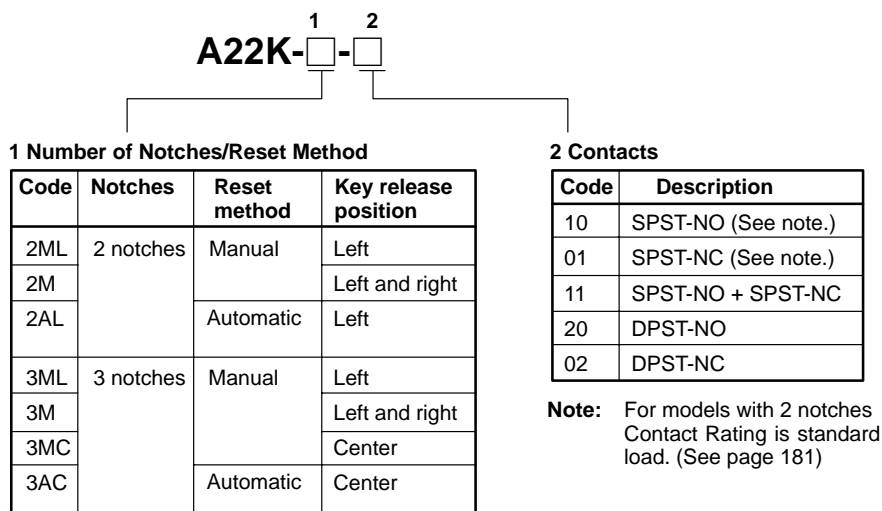 1 2
A22K-□-□
1 Number of Notches/Reset Method
Code Notches Reset method Key release position
2ML 2 notches Manual Left
2M Left and right
2AL Automatic Left
3ML 3 notches Manual Left
3M Left and right
3MC Center
3AC Automatic Center
2 Contacts
Code Description
10 SPST-NO (See note.)
01 SPST-NC (See note.)
11 SPST-NO + SPST-NC
20 DPST-NO
02 DPST-NC
Note: For models with 2 notches
Contact Rating is standard
load. (See page 181)